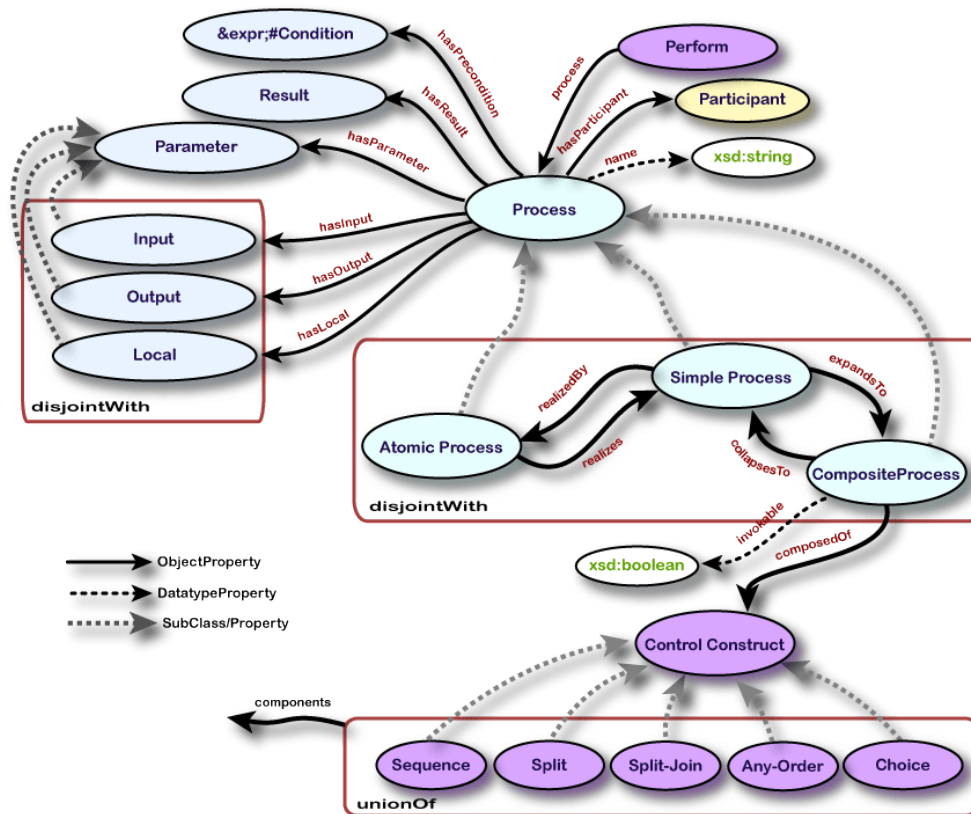 &expr;#Condition
Result
Parameter
Input
Output
Local
disjointWith
hasPrecondition
hasResult
hasParameter
hasInput
hasOutput
hasLocal
Perform
process
hasParticipant
Participant
name
xsd:string
Process
Simple Process
realizedBy
expandsTo
Atomic Process
realizes
collapsesTo
CompositeProcess
disjointWith
invokable
composedOf
xsd:boolean
ObjectProperty
DatatypeProperty
SubClass/Property
Control Construct
components
Sequence
Split
Split-Join
Any-Order
Choice
unionOf